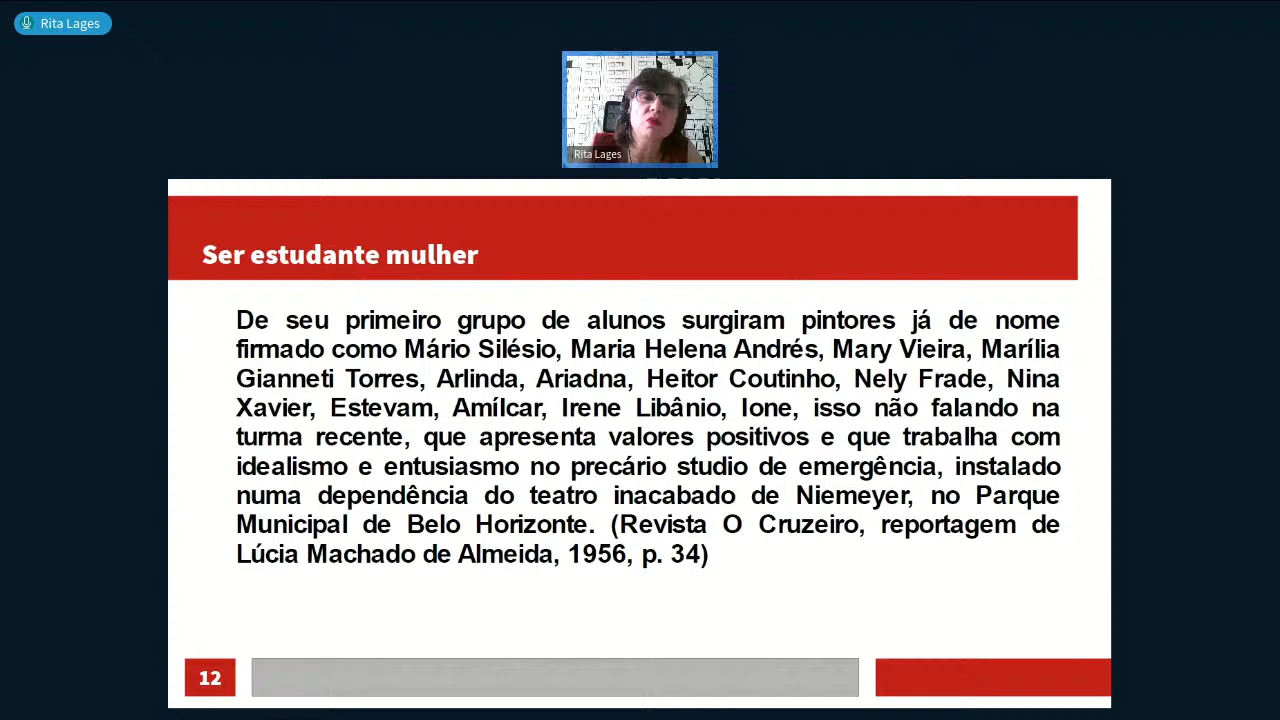 Rita Lages
Rita Lages
Ser estudante mulher
De seu primeiro grupo de alunos surgiram pintores já de nome
firmado como Mário Silésio, Maria Helena Andrés, Mary Vieira, Marília
Gianneti Torres, Arlinda, Ariadna, Heitor Coutinho, Nely Frade, Nina
Xavier, Estevam, Amílcar, Irene Libânio, Ione, isso não falando na
turma recente, que apresenta valores positivos e que trabalha com
idealismo e entusiasmo no precário studio de emergência, instalado
numa dependência do teatro inacabado de Niemeyer, no Parque
Municipal de Belo Horizonte. (Revista O Cruzeiro, reportagem de
Lúcia Machado de Almeida, 1956, p. 34)
12